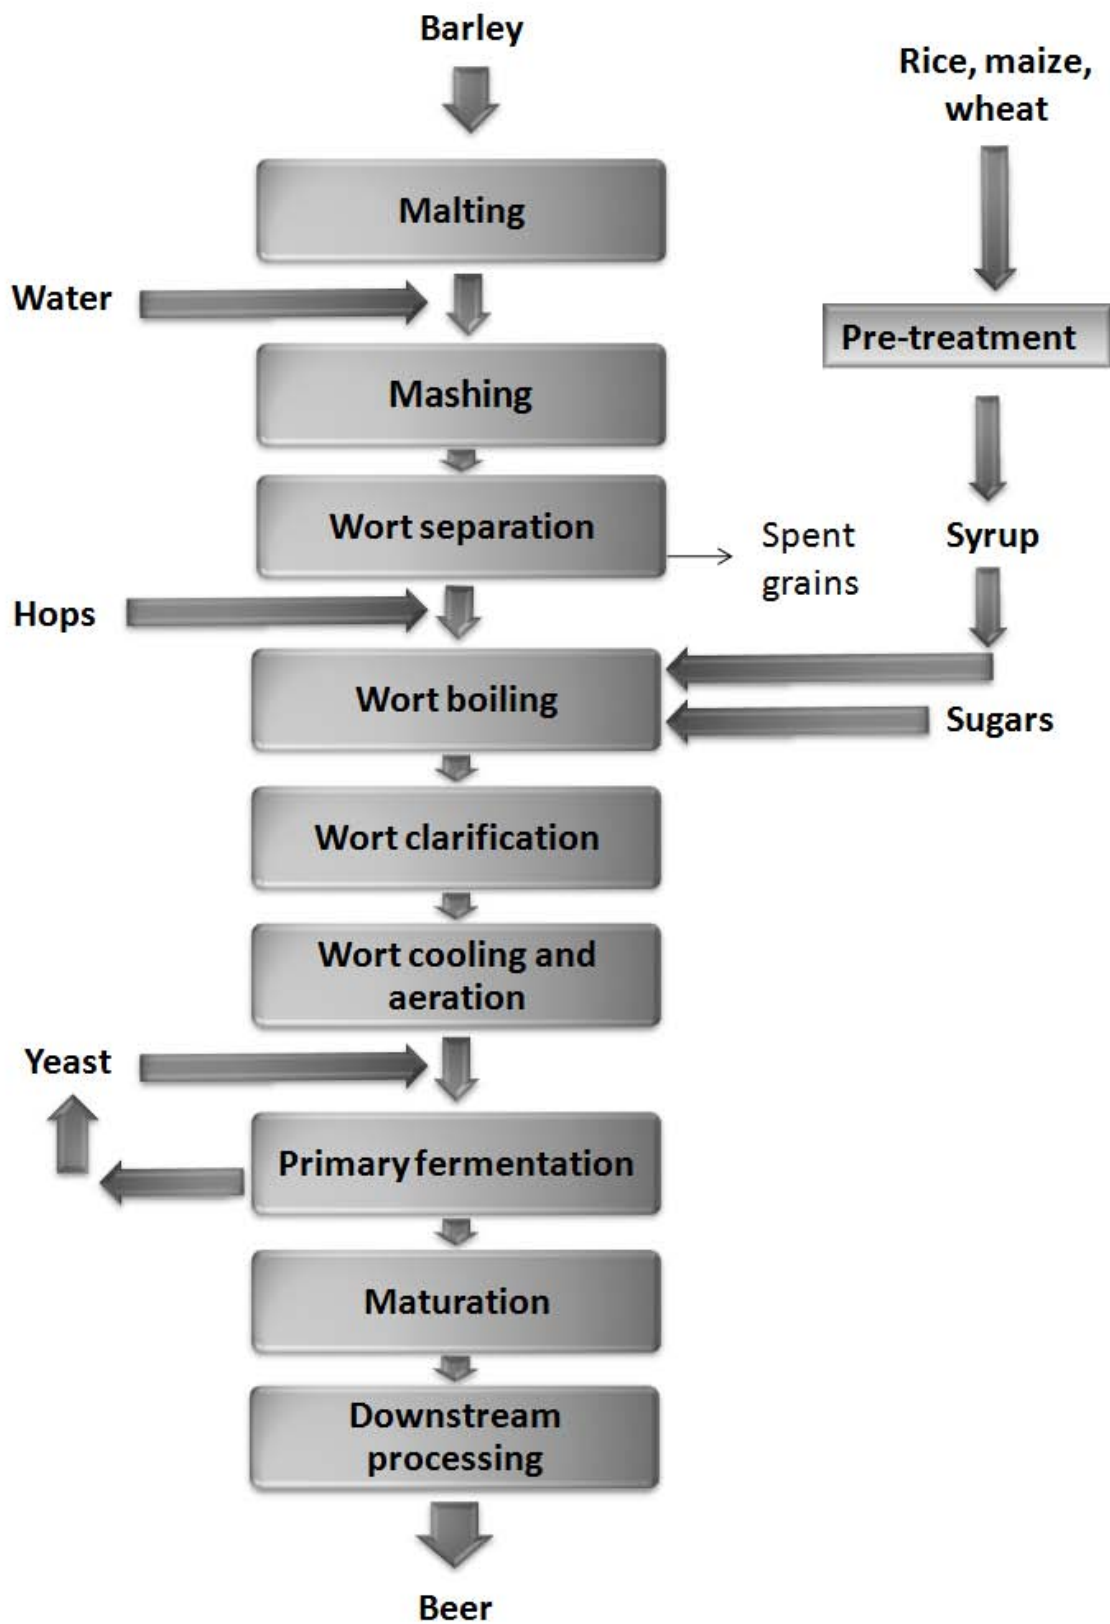 Barley
Rice, maize,
wheat
Malting
Water
Pre-treatment
Mashing
Wort separation
Spent
grains
Syrup
Hops
Wort boiling
Sugars
Wort clarification
Wort cooling and
aeration
Yeast
Primary fermentation
Maturation
Downstream
processing
Beer